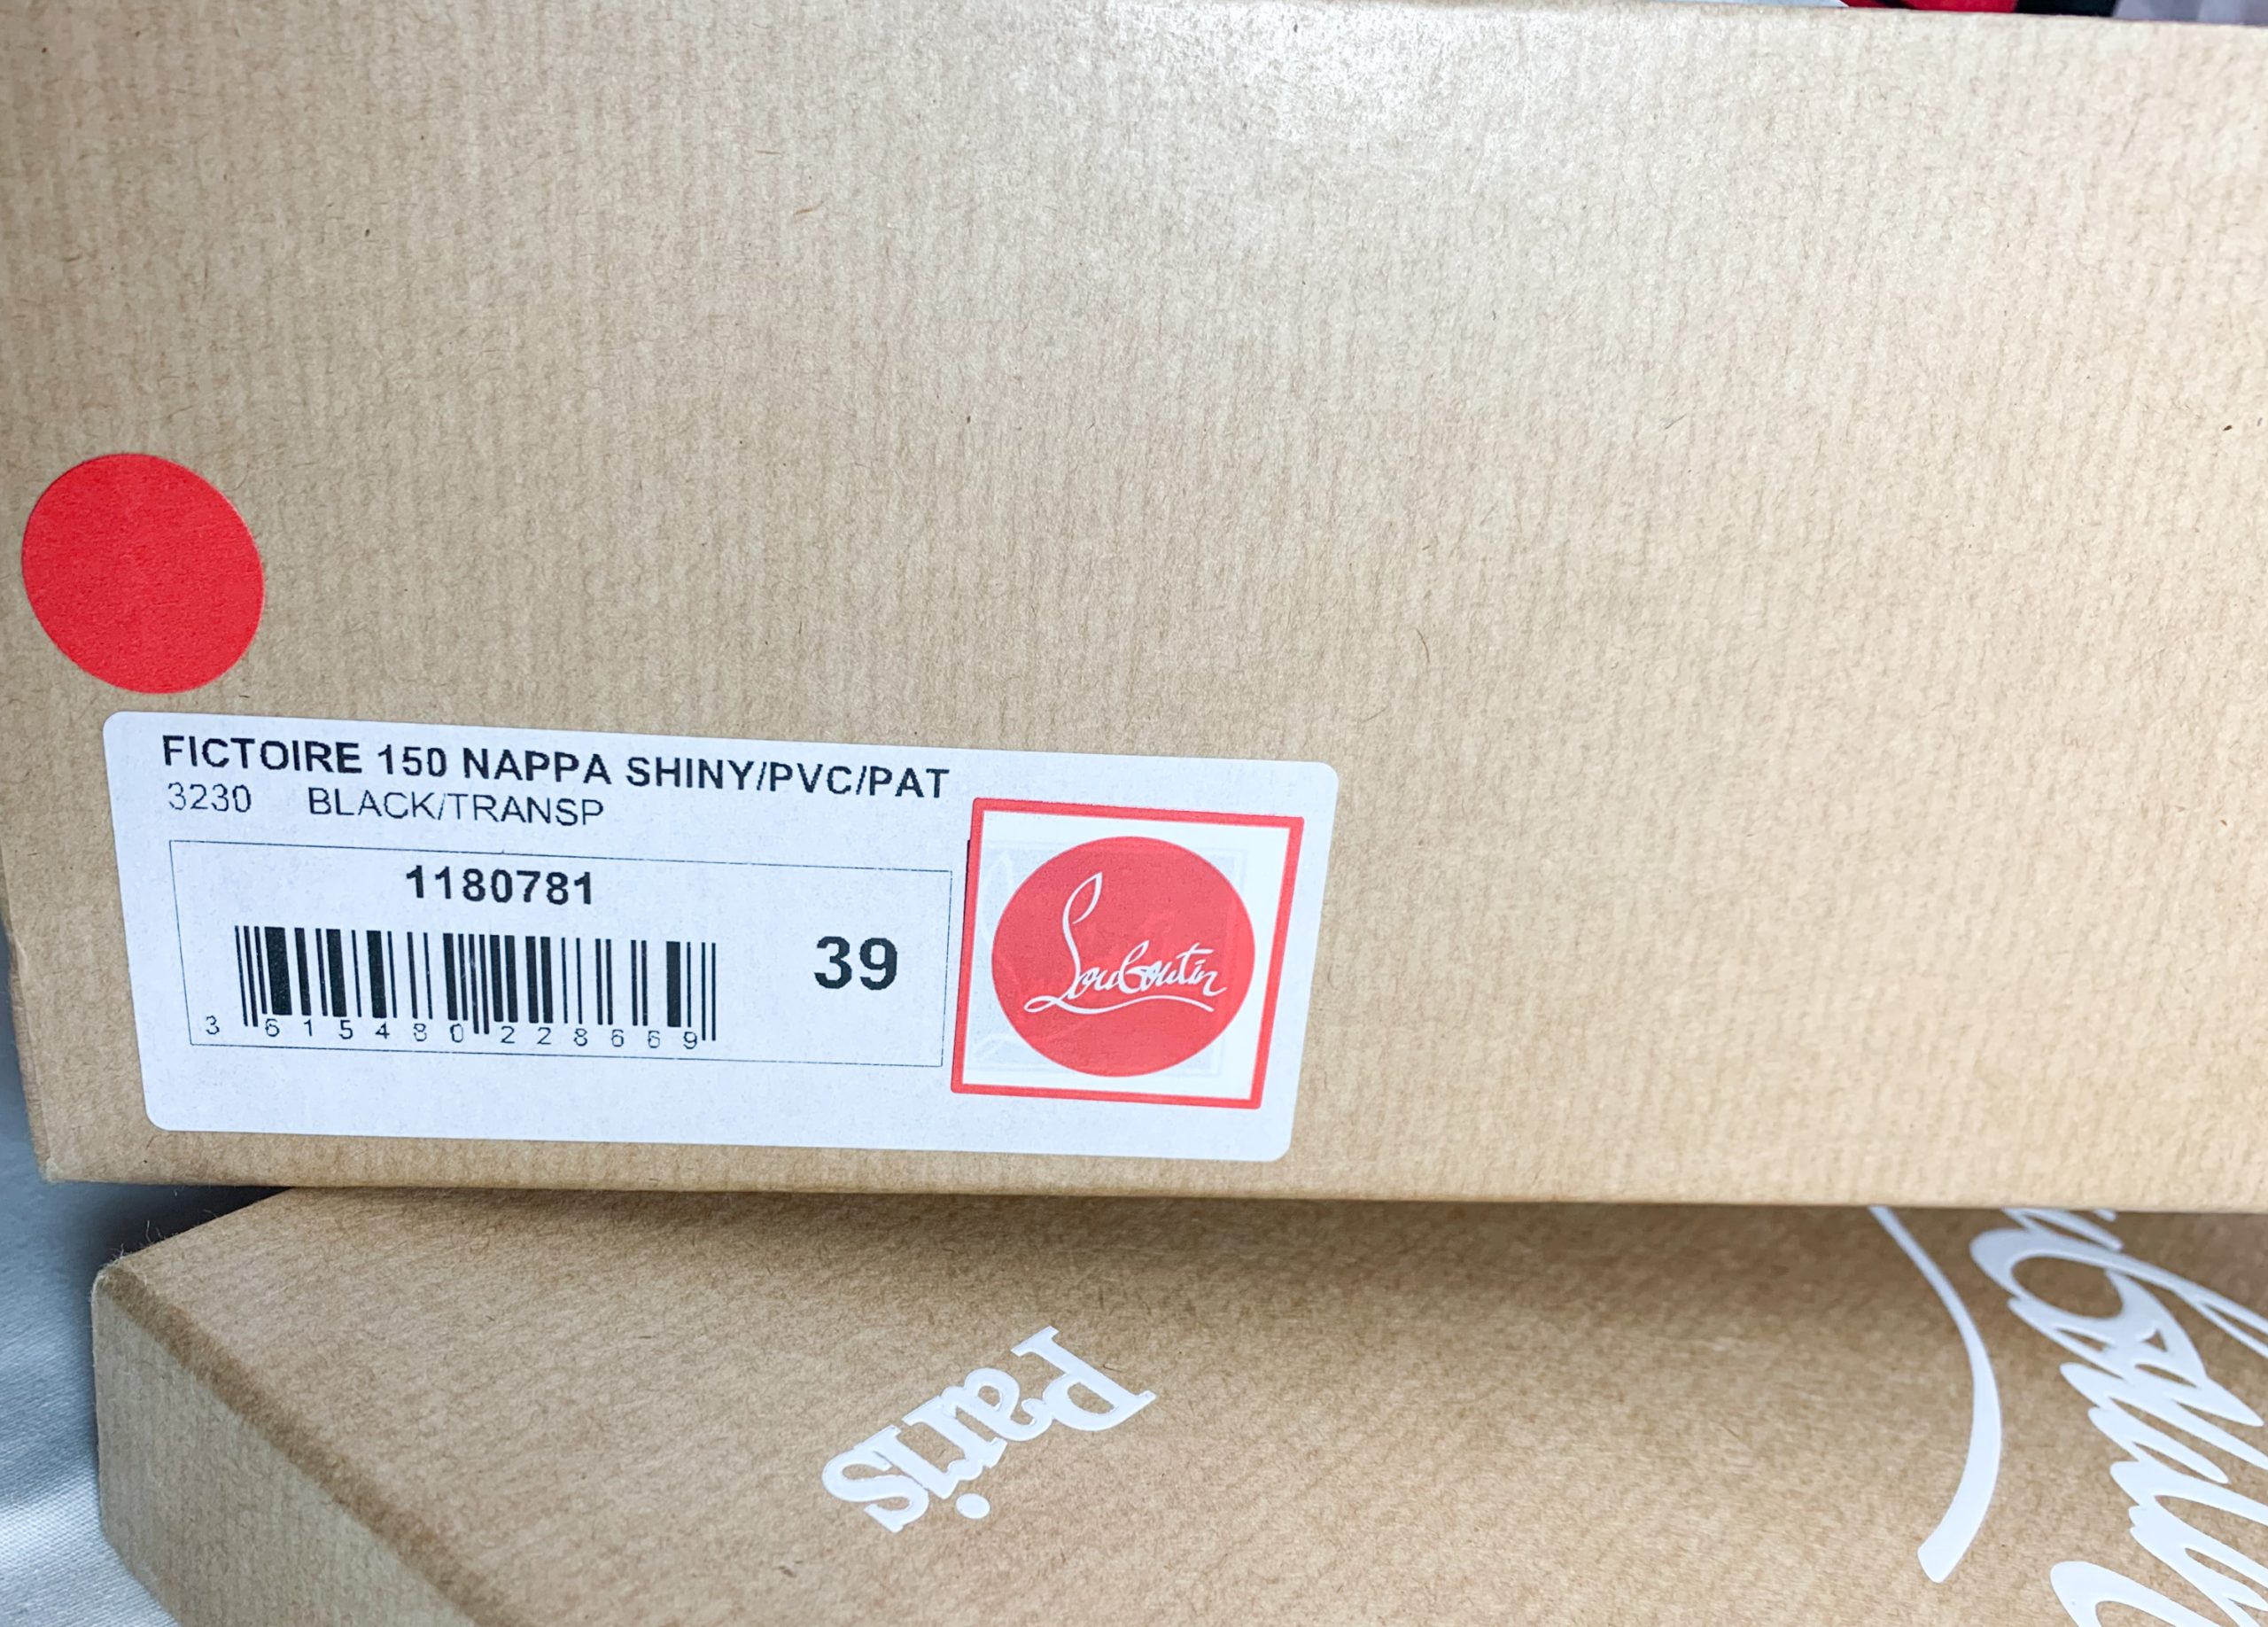 FICTOIRE 150 NAPPA SHINY/PVC/PAT
3230 BLACK/TRANSP
1180781
39
3 615480 228669
Louboutin
Paris